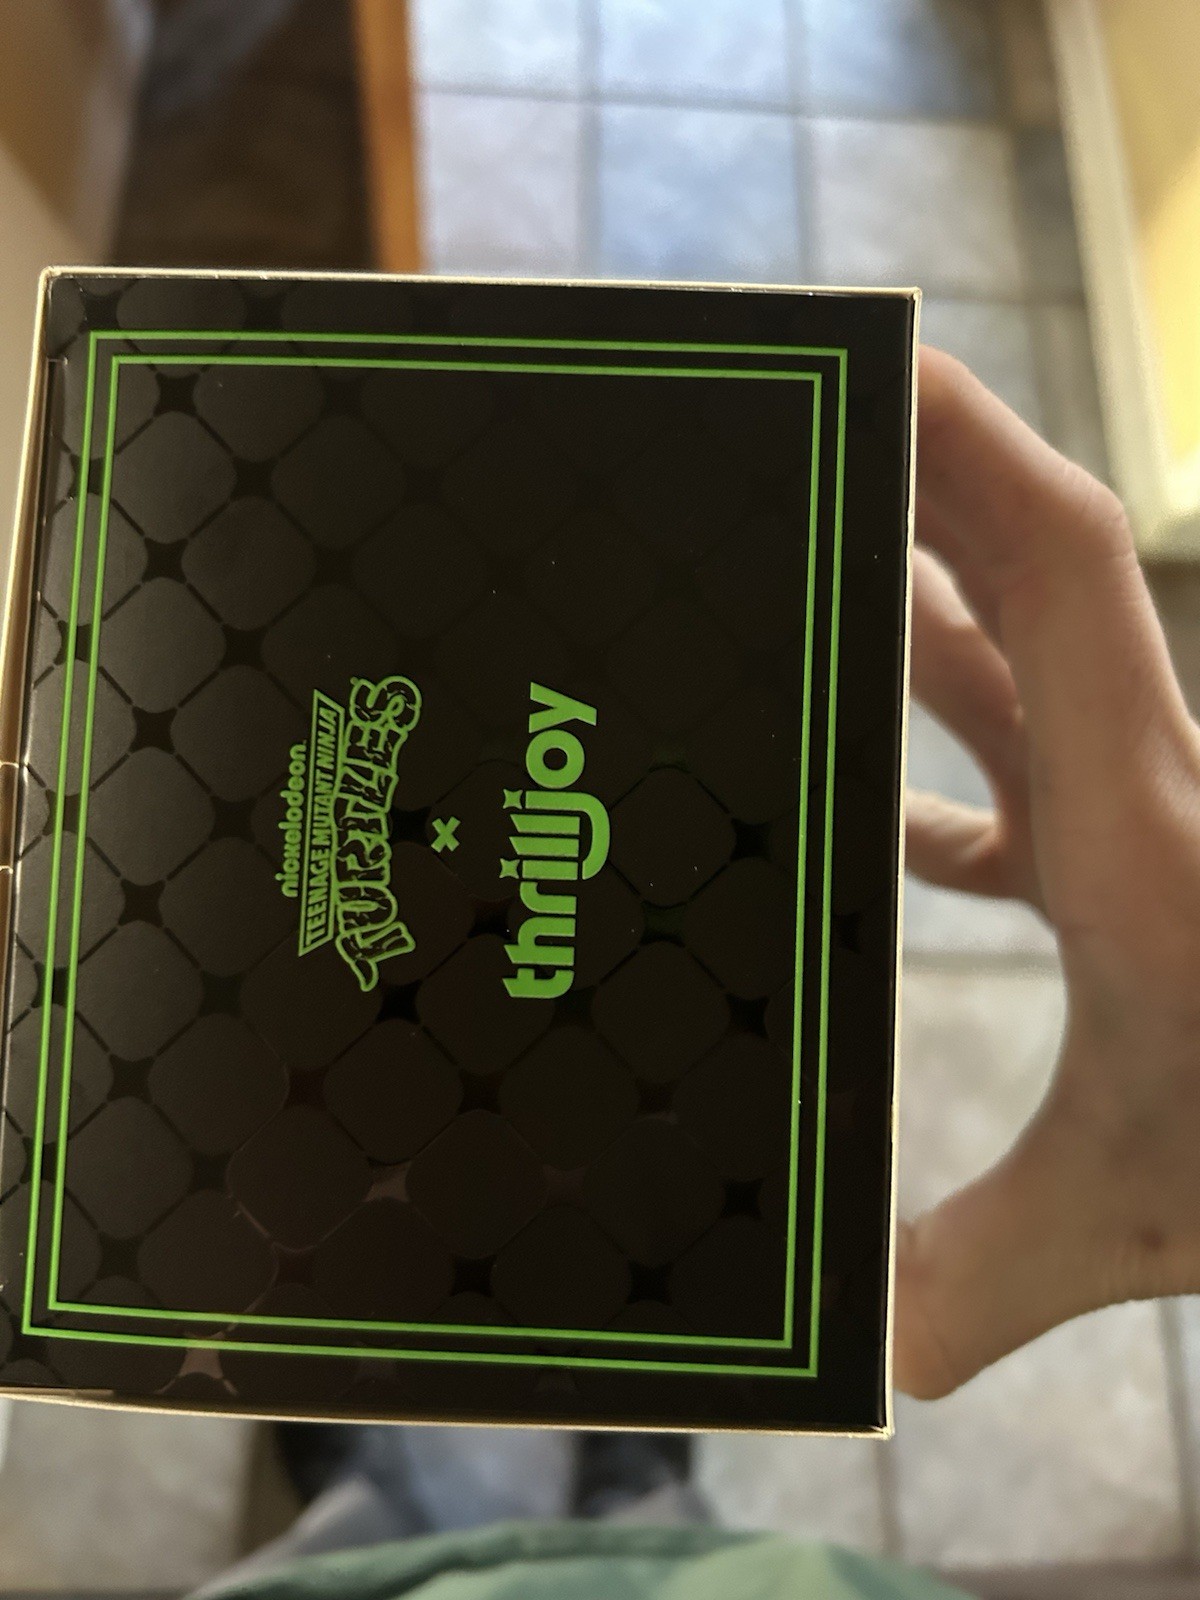 nickelodeon
TEENAGE MUTANT NINJA
TURTLES
×
thrilljoy